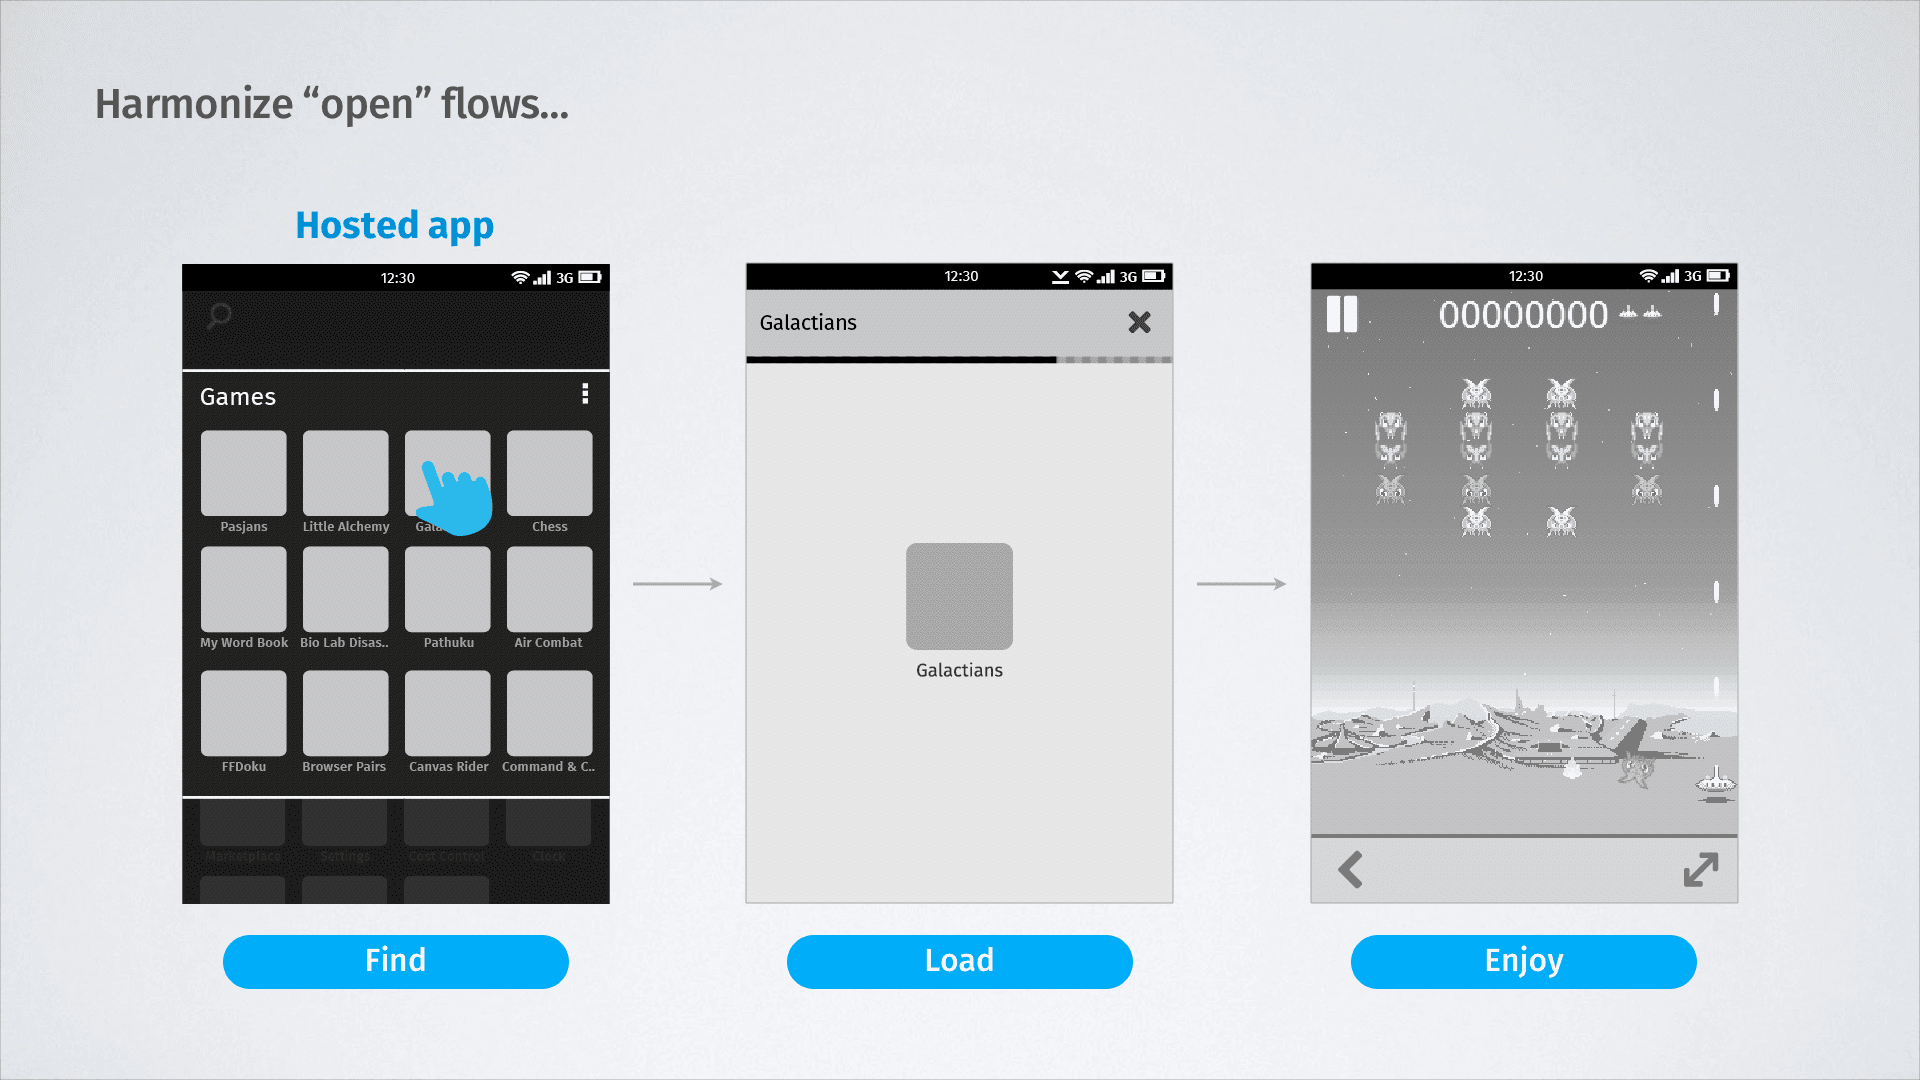 Harmonize “open” flows...
Hosted app
12:30
3G
Games
Pasjans
Little Alchemy
Chess
My Word Book
Bio Lab Disas..
Pathuku
Air Combat
FFDoku
Browser Pairs
Canvas Rider
Command & C..
Marketplace
Settings
Cost Control
Clock
Find
12:30
3G
Galactians
Galactians
Load
12:30
3G
00000000
Enjoy